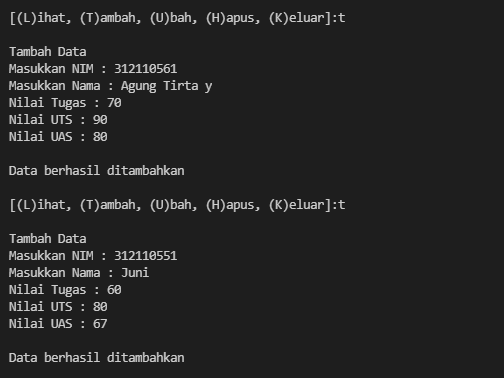 [(L)ihat, (T)ambah, (U)bah, (H)apus, (K)eluar]:t
Tambah Data
Masukkan NIM : 312110561
Masukkan Nama : Agung Tirta y
Nilai Tugas : 70
Nilai UTS : 90
Nilai UAS : 80
Data berhasil ditambahkan
[(L)ihat, (T)ambah, (U)bah, (H)apus, (K)eluar]:t
Tambah Data
Masukkan NIM : 312110551
Masukkan Nama : Juni
Nilai Tugas : 60
Nilai UTS : 80
Nilai UAS : 67
Data berhasil ditambahkan